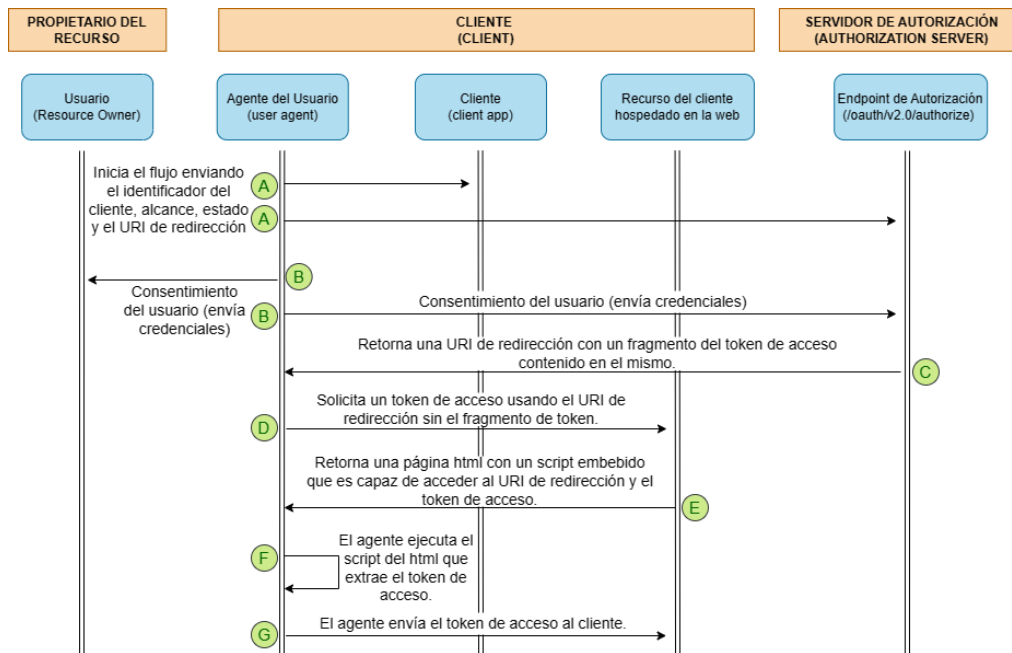 PROPIETARIO DEL
RECURSO
CLIENTE
(CLIENT)
SERVIDOR DE AUTORIZACIÓN
(AUTHORIZATION SERVER)
Usuario
(Resource Owner)
Agente del Usuario
(user agent)
Cliente
(client app)
Recurso del cliente
hospedado en la web
Endpoint de Autorización
(/oauth/v2.0/authorize)
Inicia el flujo enviando
el identificador del
cliente, alcance, estado
y el URI de redirección
A
A
B
Consentimiento
del usuario (envía
credenciales)
B
Consentimiento del usuario (envía credenciales)
Retorna una URI de redirección con un fragmento del token de acceso
contenido en el mismo.
C
Solicita un token de acceso usando el URI de
redirección sin el fragmento de token.
D
Retorna una página html con un script embebido
que es capaz de acceder al URI de redirección y el
token de acceso.
E
El agente ejecuta el
script del html que
extrae el token de
acceso.
F
El agente envía el token de acceso al cliente.
G